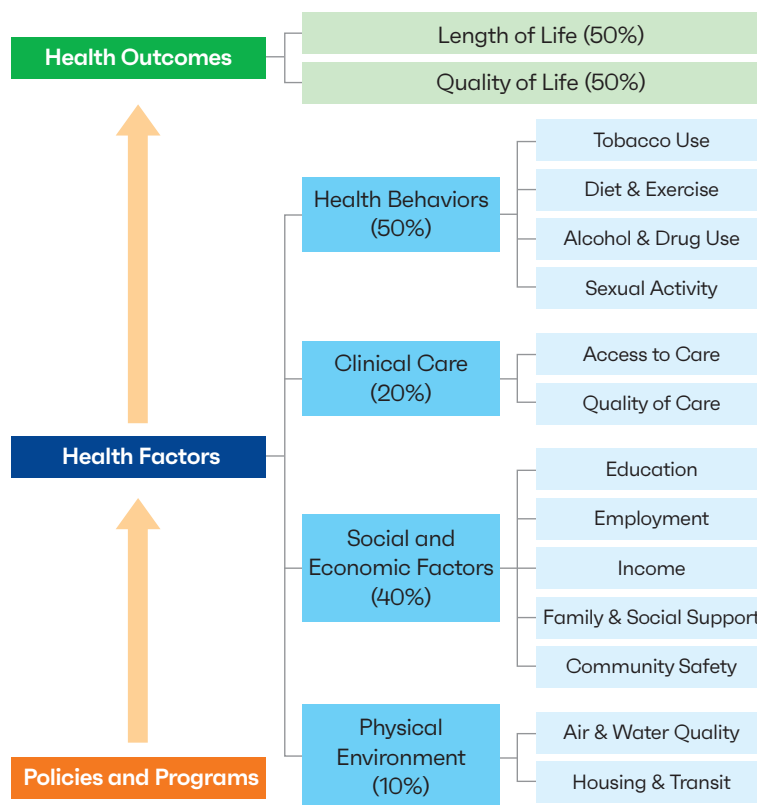 Health Outcomes
Length of Life (50%)
Quality of Life (50%)
Health Factors
Health Behaviors
(50%)
Tobacco Use
Diet & Exercise
Alcohol & Drug Use
Sexual Activity
Clinical Care
(20%)
Access to Care
Quality of Care
Social and
Economic Factors
(40%)
Education
Employment
Income
Family & Social Support
Community Safety
Physical
Environment
(10%)
Air & Water Quality
Housing & Transit
Policies and Programs